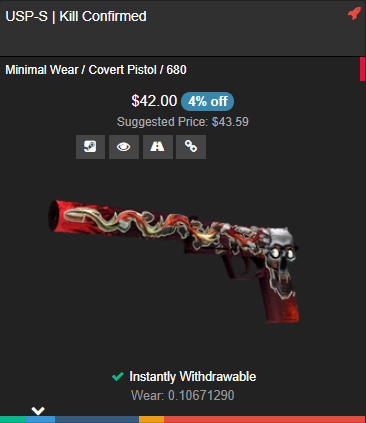 USP-S | Kill Confirmed
Minimal Wear / Covert Pistol / 680
$42.00 4% off
Suggested Price: $43.59
Instantly Withdrawable
Wear: 0.10671290